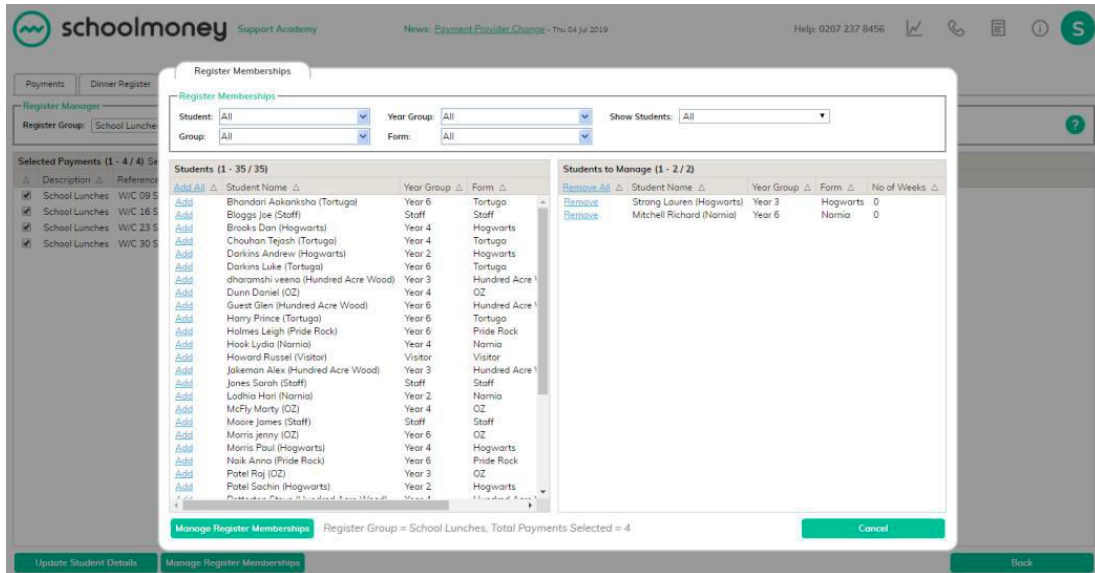 schoolmoney Support Academy News: Payment Provider Change - Thu 04 Jul 2019 Help: 0207 237 8456 S
Payments Dinner Register
Register Manager
Register Group: School Lunche
?
Selected Payments (1 - 4 / 4) Se
Description Reference
School Lunches W/C 09 S
School Lunches W/C 16 S
School Lunches W/C 23 S
School Lunches W/C 30 S
Register Memberships
Register Memberships
Student: All Year Group: All Show Students: All
Group: All Form: All
Students (1 - 35 / 35)
Add All Student Name Year Group Form
Add Bhandari Aakanksha (Tortuga) Year 6 Tortuga
Add Bloggs Joe (Staff) Staff Staff
Add Brooks Dan (Hogwarts) Year 4 Hogwarts
Add Chouhan Tejash (Tortuga) Year 4 Tortuga
Add Darkins Andrew (Hogwarts) Year 2 Hogwarts
Add Darkins Luke (Tortuga) Year 6 Tortuga
Add dharamshi veena (Hundred Acre Wood) Year 3 Hundred Acre
Add Dunn Daniel (OZ) Year 4 OZ
Add Guest Glen (Hundred Acre Wood) Year 6 Hundred Acre
Add Harry Prince (Tortuga) Year 6 Tortuga
Add Holmes Leigh (Pride Rock) Year 6 Pride Rock
Add Hook Lydia (Narnia) Year 4 Narnia
Add Howard Russel (Visitor) Visitor Visitor
Add Jakeman Alex (Hundred Acre Wood) Year 3 Hundred Acre
Add Jones Sarah (Staff) Staff Staff
Add Lodhia Hari (Narnia) Year 2 Narnia
Add McFly Marty (OZ) Year 4 OZ
Add Moore James (Staff) Staff Staff
Add Morris jenny (OZ) Year 6 OZ
Add Morris Paul (Hogwarts) Year 4 Hogwarts
Add Naik Anna (Pride Rock) Year 6 Pride Rock
Add Patel Raj (OZ) Year 3 OZ
Add Patel Sachin (Hogwarts) Year 2 Hogwarts
Students to Manage (1 - 2 / 2)
Remove All Student Name Year Group Form No of Weeks
Remove Strong Lauren (Hogwarts) Year 3 Hogwarts 0
Remove Mitchell Richard (Narnia) Year 6 Narnia 0
Manage Register Memberships Register Group = School Lunches, Total Payments Selected = 4 Cancel
Update Student Details Manage Register Memberships Back